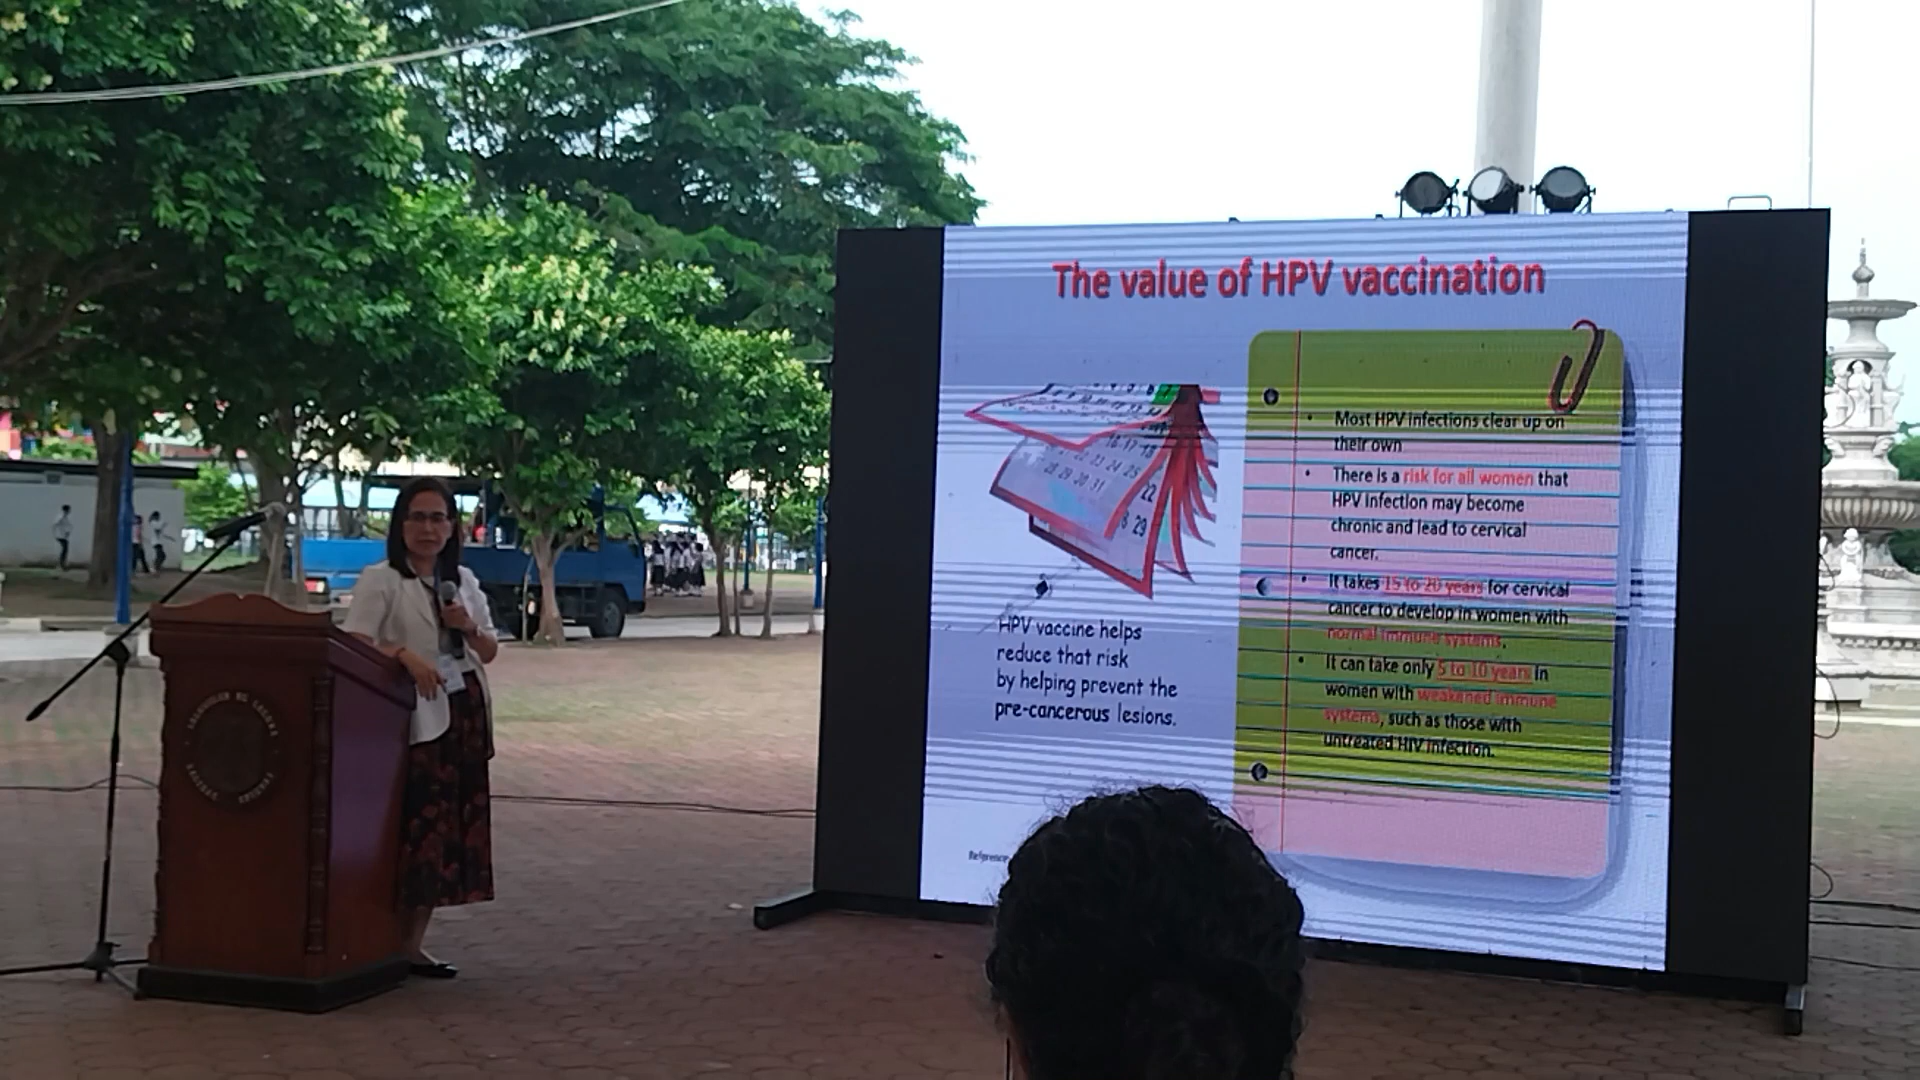 The value of HPV vaccination
HPV vaccine helps
reduce that risk
by helping prevent the
pre-cancerous lesions.
• Most HPV infections clear up on
their own
• There is a risk for all women that
HPV infection may become
chronic and lead to cervical
cancer.
• It takes 15 to 20 years for cervical
cancer to develop in women with
normal immune systems.
• It can take only 5 to 10 years in
women with weakened immune
systems, such as those with
untreated HIV infection.